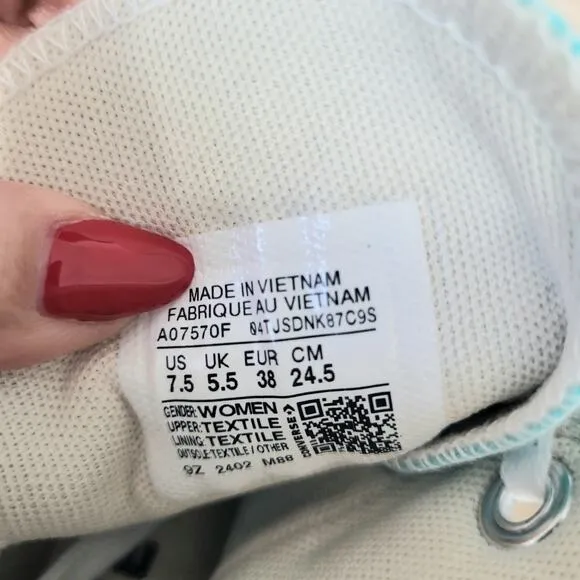 MADE IN VIETNAM
FABRIQUE AU VIETNAM
A07570F 04TJSDNK87C9S
US UK EUR CM
7.5 5.5 38 24.5
GENDER: WOMEN
UPPER: TEXTILE
LINING: TEXTILE
OUTSOLE: TEXTILE / OTHER
CONVERSE
9Z 2402 M88